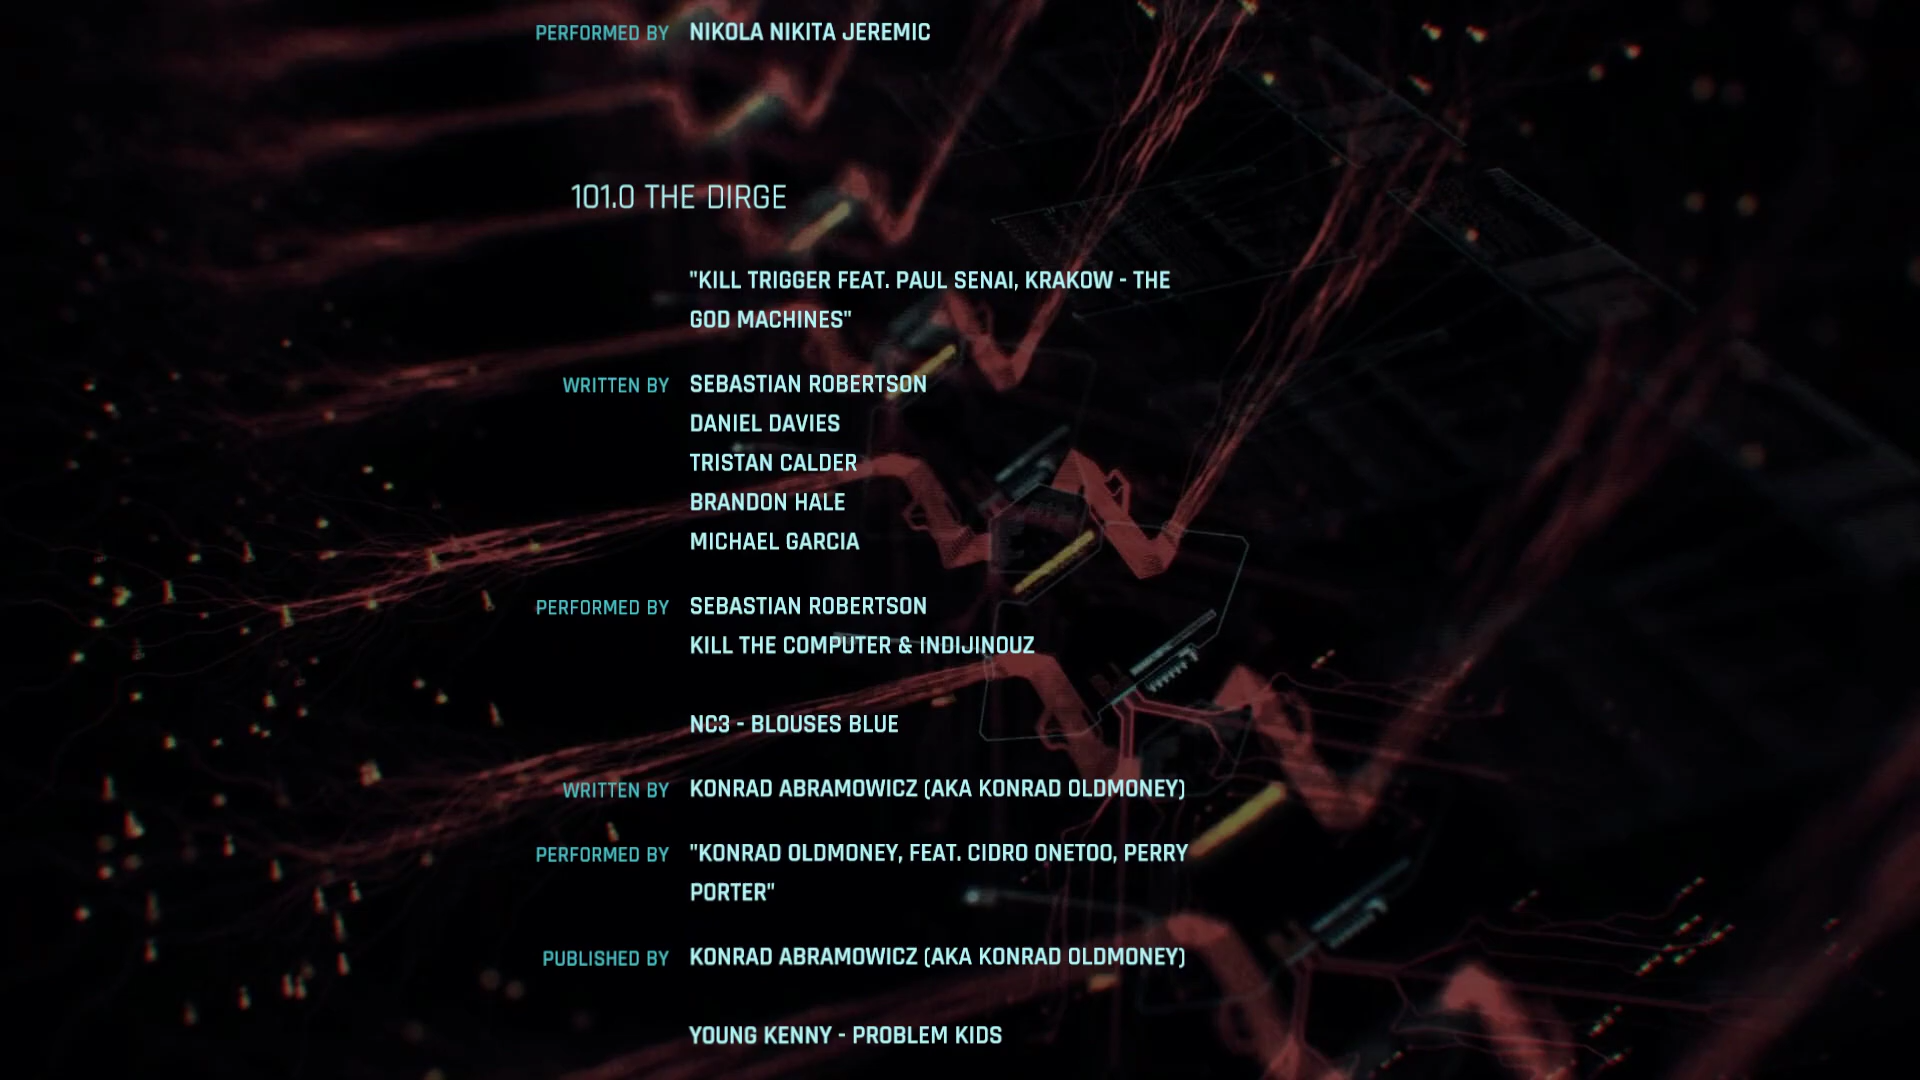 PERFORMED BY NIKOLA NIKITA JEREMIC
101.0 THE DIRGE
"KILL TRIGGER FEAT. PAUL SENAI, KRAKOW - THE
GOD MACHINES"
WRITTEN BY SEBASTIAN ROBERTSON
DANIEL DAVIES
TRISTAN CALDER
BRANDON HALE
MICHAEL GARCIA
PERFORMED BY SEBASTIAN ROBERTSON
KILL THE COMPUTER & INDIJINOUZ
NC3 - BLOUSES BLUE
WRITTEN BY KONRAD ABRAMOWICZ (AKA KONRAD OLDMONEY)
PERFORMED BY "KONRAD OLDMONEY, FEAT. CIDRO ONETOO, PERRY
PORTER"
PUBLISHED BY KONRAD ABRAMOWICZ (AKA KONRAD OLDMONEY)
YOUNG KENNY - PROBLEM KIDS